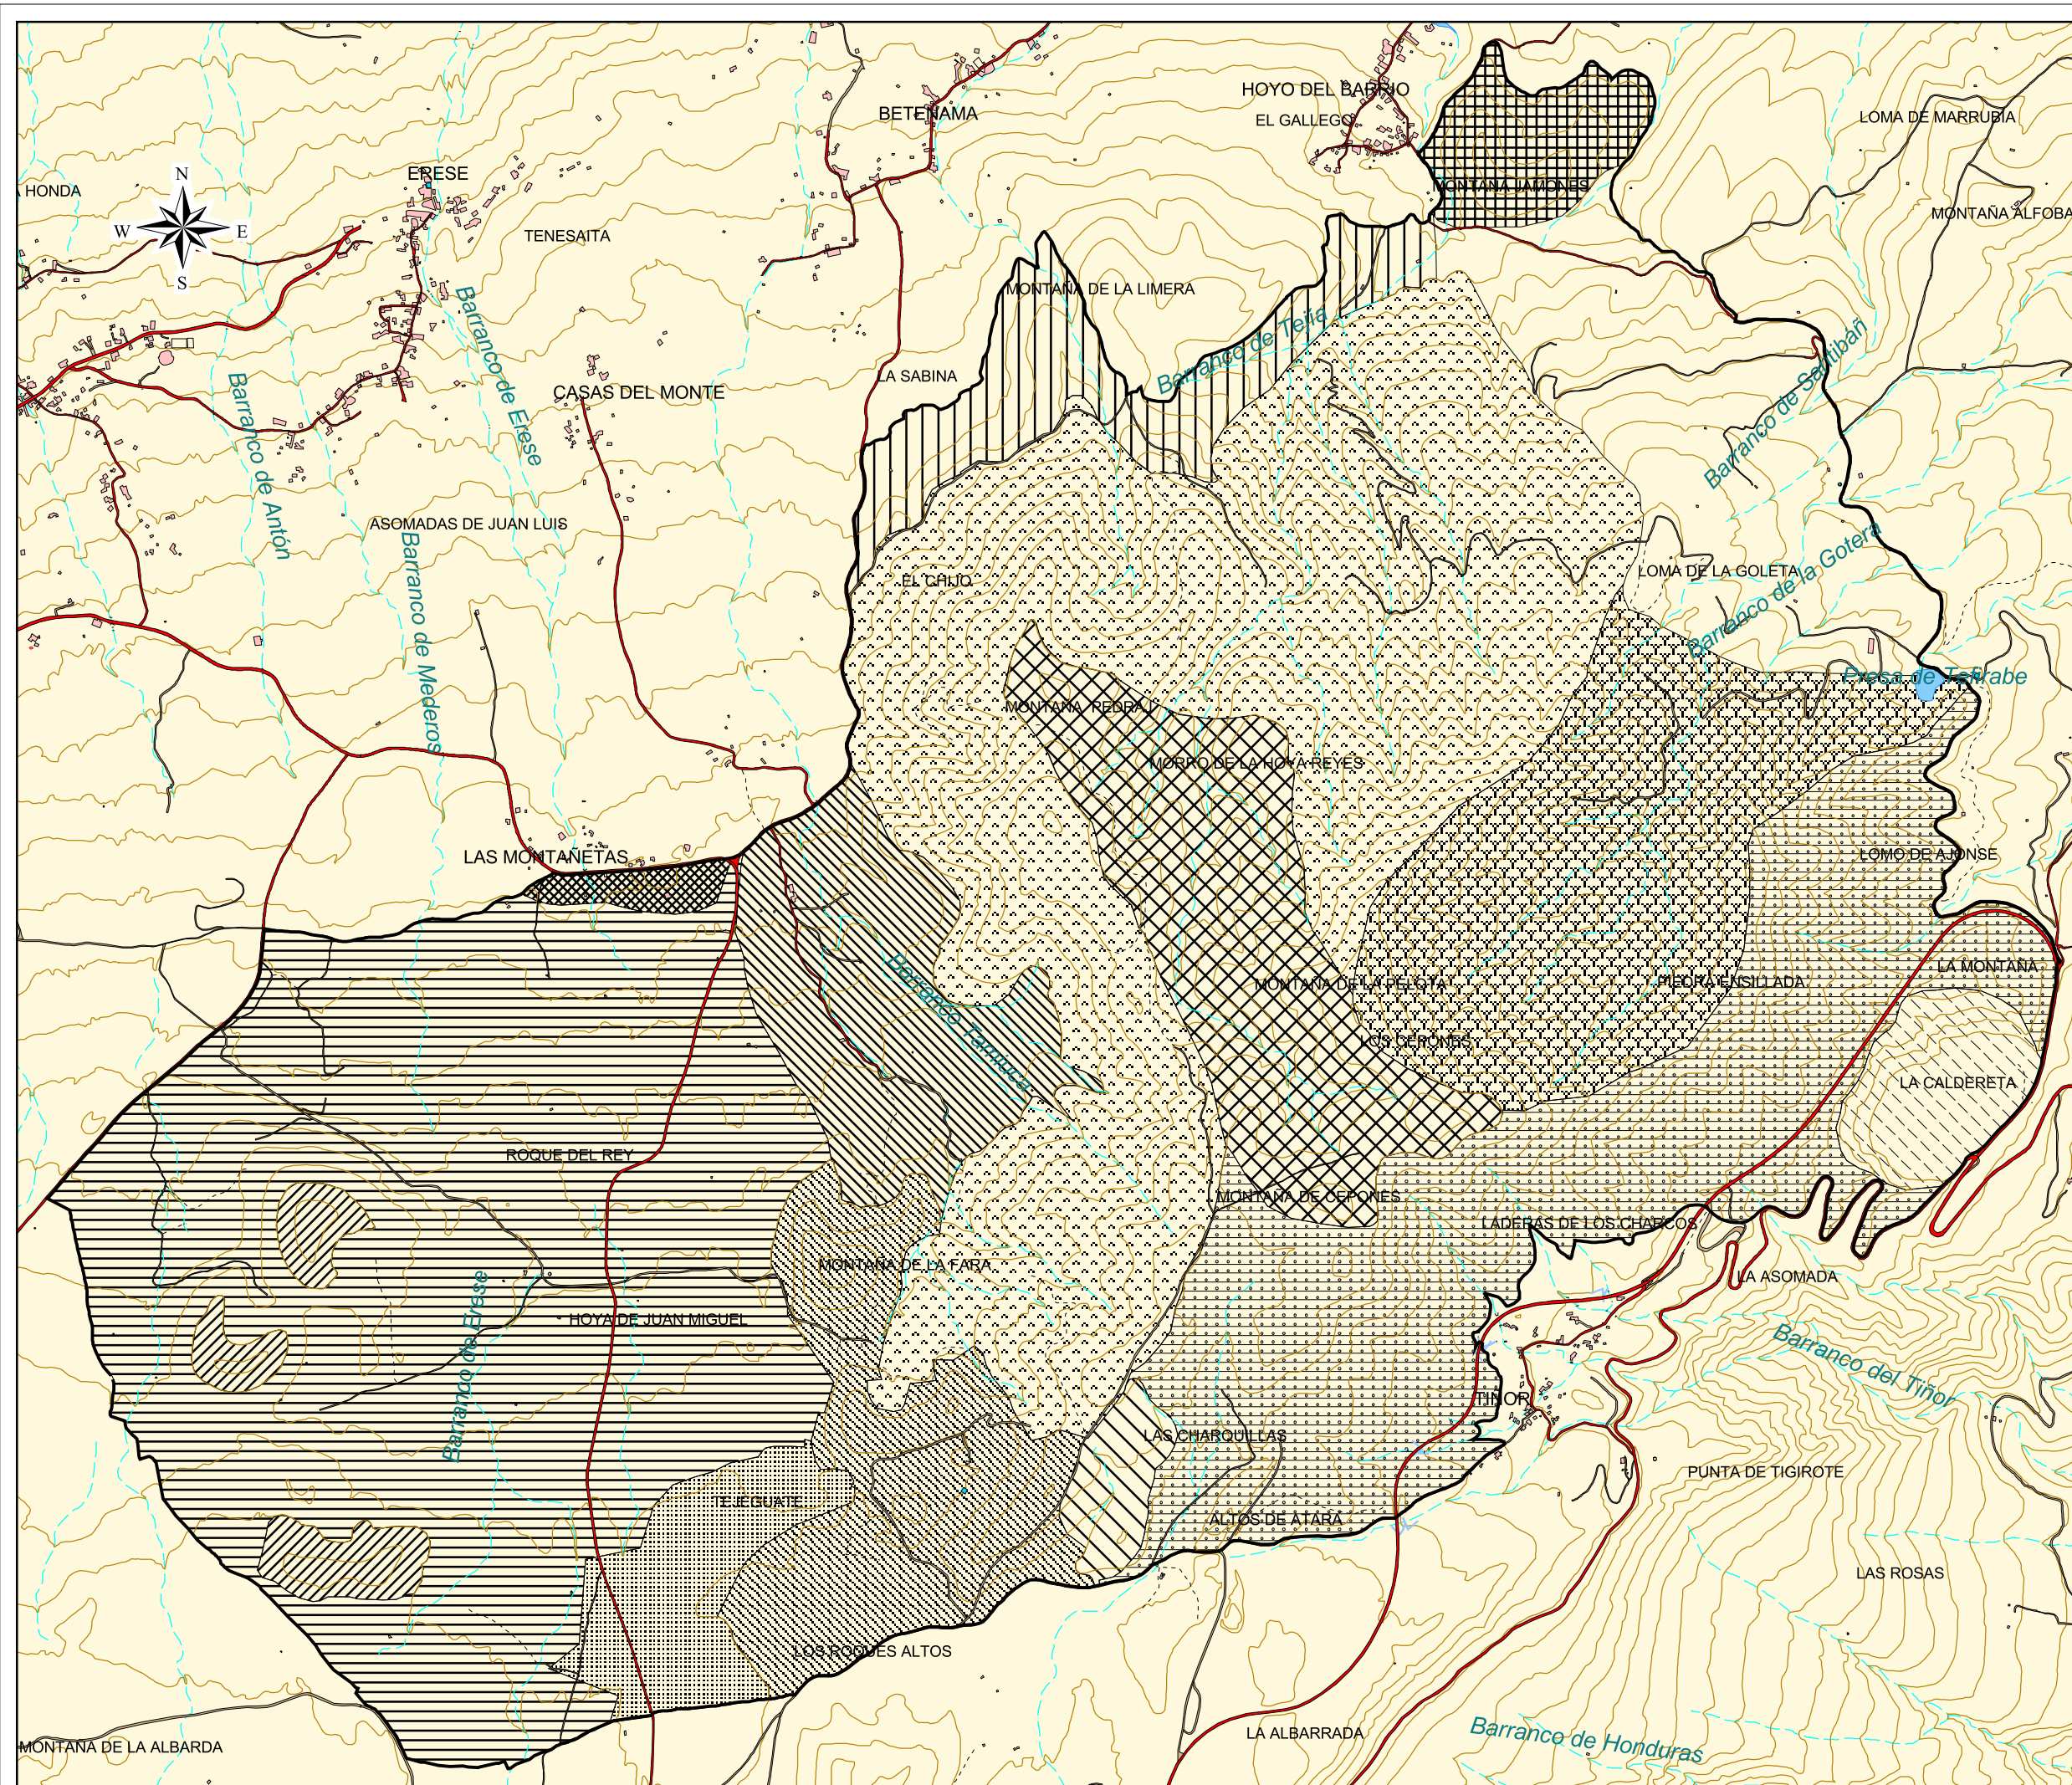 HOYO DEL BARRIO
BETENAMA
EL GALLEGO
LOMA DE MARRUBIA
ERESE
N
HONDA
MONTAÑA JAMONES
MONTAÑA ALFOBA
W
E
TENESAITA
S
MONTAÑA DE LA LIMERA
Barranco de Erese
Barranco de Tejía
Barranco de Santibáñ
LA SABINA
CASAS DEL MONTE
Barranco de Antón
ASOMADAS DE JUAN LUIS
Barranco de Mederos
EL CHIJO
LOMA DE LA GOLETA
Barranco de la Gotera
Presa de Tefirabe
MONTAÑA PEDRAJ
MORRO DE LA HOYA REYES
LAS MONTAÑETAS
LOMO DE AJONSE
LA MONTAÑA
MONTAÑA DE LA PELOTA
PIEDRA ENSILLADA
Barranco Tamiuca
LOS CEPONES
LA CALDERETA
ROQUE DEL REY
MONTAÑA DE CEPONES
LADERAS DE LOS CHARCOS
MONTAÑA DE LA FARA
LA ASOMADA
HOYA DE JUAN MIGUEL
Barranco de Erese
Barranco del Tiñor
TIÑOR
LAS CHARQUILLAS
PUNTA DE TIGIROTE
TEJEGUATE
ALTOS DE ATARA
LAS ROSAS
LOS ROQUES ALTOS
LA ALBARRADA
Barranco de Honduras
MONTAÑA DE LA ALBARDA